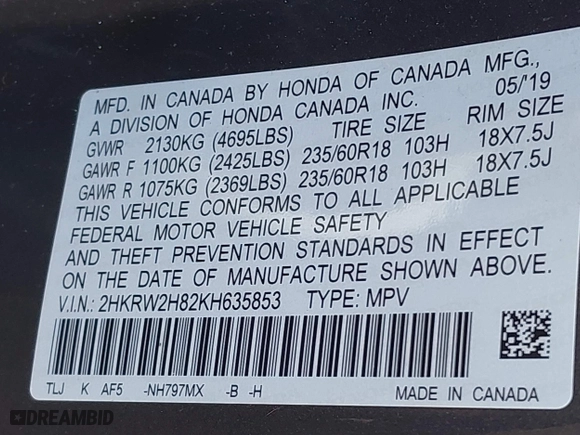 MFD. IN CANADA BY HONDA OF CANADA MFG.,
A DIVISION OF HONDA CANADA INC. 05/'19
GVWR 2130KG (4695LBS) TIRE SIZE RIM SIZE
GAWR F 1100KG (2425LBS) 235/60R18 103H 18X7.5J
GAWR R 1075KG (2369LBS) 235/60R18 103H 18X7.5J
THIS VEHICLE CONFORMS TO ALL APPLICABLE
FEDERAL MOTOR VEHICLE SAFETY
AND THEFT PREVENTION STANDARDS IN EFFECT
ON THE DATE OF MANUFACTURE SHOWN ABOVE.
V.I.N.: 2HKRW2H82KH635853 TYPE: MPV
TLJ K AF5 -NH797MX -B -H MADE IN CANADA
DREAMBID